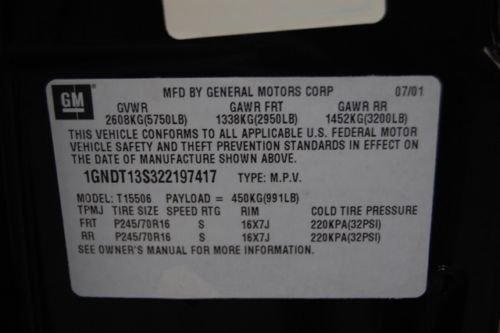 GM
MFD BY GENERAL MOTORS CORP 07/01
GVWR GAWR FRT GAWR RR
2608KG(5750LB) 1338KG(2950LB) 1452KG(3200LB)
THIS VEHICLE CONFORMS TO ALL APPLICABLE U.S. FEDERAL MOTOR
VEHICLE SAFETY AND THEFT PREVENTION STANDARDS IN EFFECT ON
THE DATE OF MANUFACTURE SHOWN ABOVE.
1GNDT13S322197417 TYPE: M.P.V.
MODEL: T15506 PAYLOAD = 450KG(991LB)
TPMJ TIRE SIZE SPEED RTG RIM COLD TIRE PRESSURE
FRT P245/70R16 S 16X7J 220KPA(32PSI)
RR P245/70R16 S 16X7J 220KPA(32PSI)
SEE OWNER'S MANUAL FOR MORE INFORMATION.